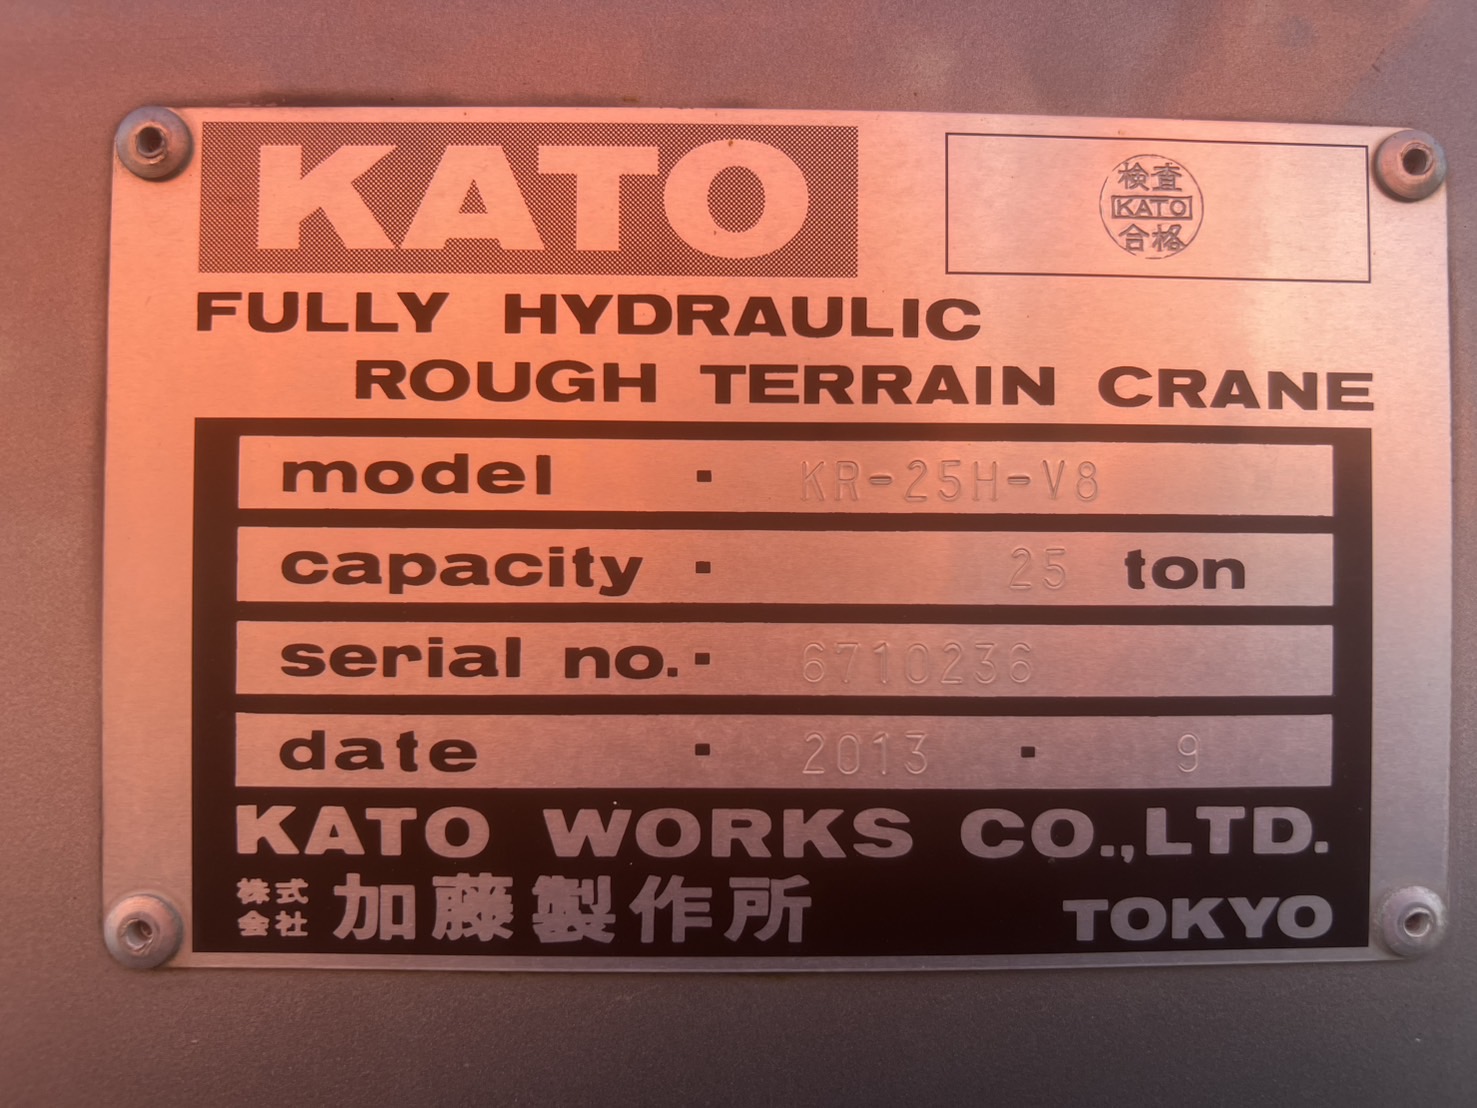 KATO
検査
KATO
合格
FULLY HYDRAULIC
ROUGH TERRAIN CRANE
model · KR-25H-V8
capacity · 25 ton
serial no. · 6710236
date · 2013 · 9
KATO WORKS CO.,LTD.
株式会社 加藤製作所 TOKYO